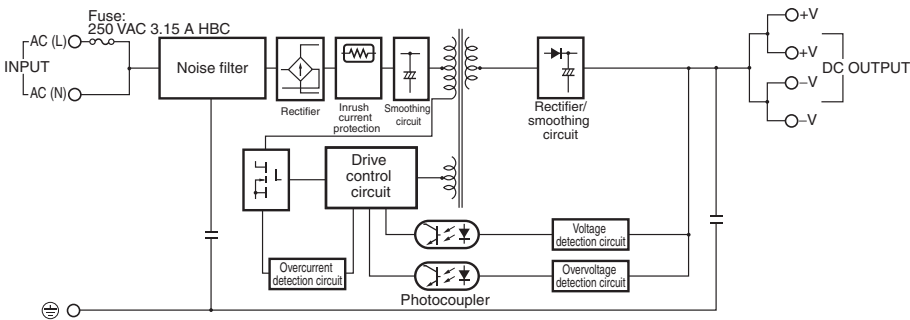 Fuse:
250 VAC 3.15 A HBC
AC (L)
INPUT
AC (N)
Noise filter
Rectifier
Inrush
current
protection
Smoothing
circuit
Rectifier/
smoothing
circuit
+V
+V
DC OUTPUT
−V
−V
Drive
control
circuit
Voltage
detection circuit
Overcurrent
detection circuit
Overvoltage
detection circuit
Photocoupler